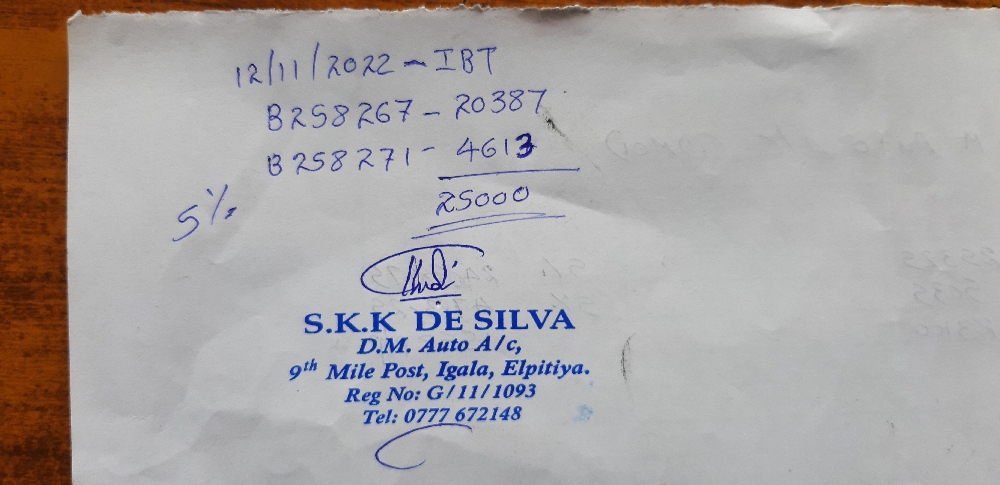 12/11/2022 - IBT
B258267 - 20387
B258271 - 4613
25000
5%
S.K.K DE SILVA
D.M. Auto A/c,
9th Mile Post, Igala, Elpitiya.
Reg No: G/11/1093
Tel: 0777 672148